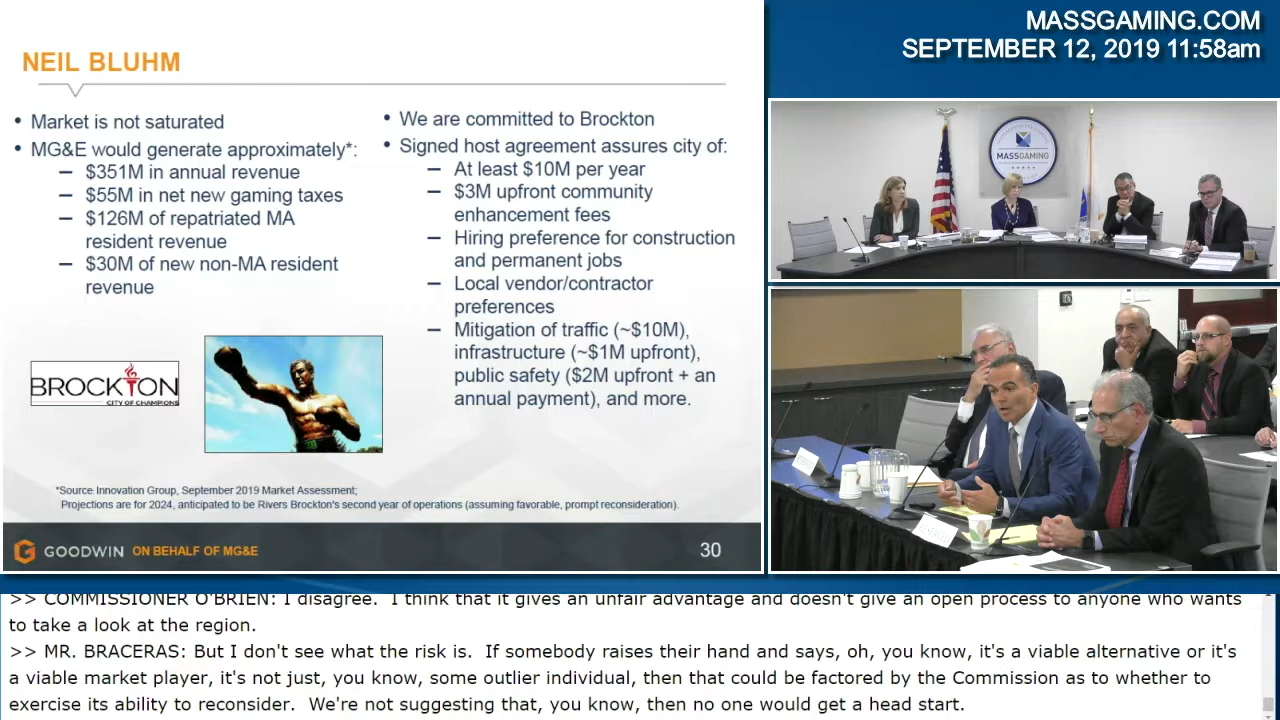 MASSGAMING.COM
SEPTEMBER 12, 2019 11:58am
NEIL BLUHM
• Market is not saturated
• MG&E would generate approximately*:
– $351M in annual revenue
– $55M in net new gaming taxes
– $126M of repatriated MA
resident revenue
– $30M of new non-MA resident
revenue
• We are committed to Brockton
• Signed host agreement assures city of:
– At least $10M per year
– $3M upfront community
enhancement fees
– Hiring preference for construction
and permanent jobs
– Local vendor/contractor
preferences
– Mitigation of traffic (~$10M),
infrastructure (~$1M upfront),
public safety ($2M upfront + an
annual payment), and more.
BROCKTON
CITY OF CHAMPIONS
*Source: Innovation Group, September 2019 Market Assessment;
Projections are for 2024, anticipated to be Rivers Brockton's second year of operations (assuming favorable, prompt reconsideration).
GOODWIN ON BEHALF OF MG&E
30
MASSGAMING
>> COMMISSIONER O'BRIEN: I disagree. I think that it gives an unfair advantage and doesn't give an open process to anyone who wants
to take a look at the region.
>> MR. BRACERAS: But I don't see what the risk is. If somebody raises their hand and says, oh, you know, it's a viable alternative or it's
a viable market player, it's not just, you know, some outlier individual, then that could be factored by the Commission as to whether to
exercise its ability to reconsider. We're not suggesting that, you know, then no one would get a head start.